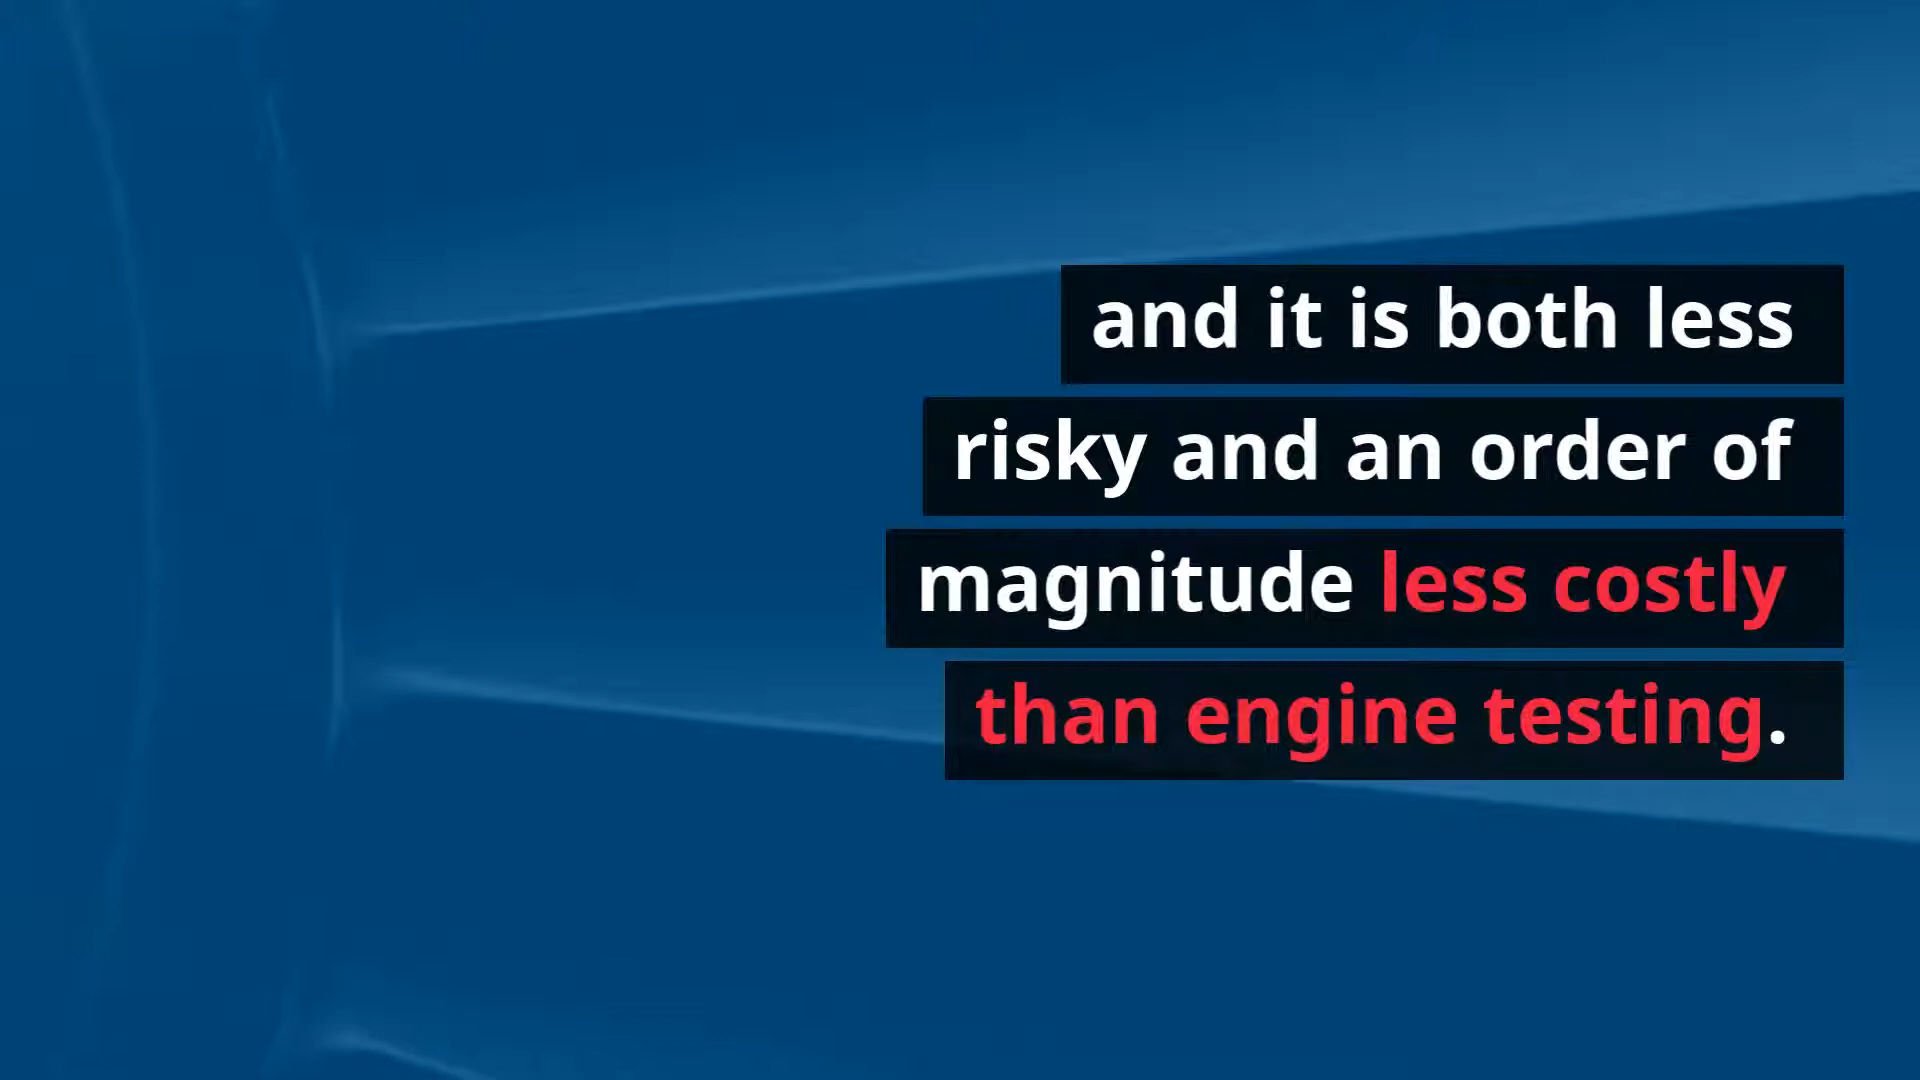 and it is both less
risky and an order of
magnitude less costly
than engine testing.